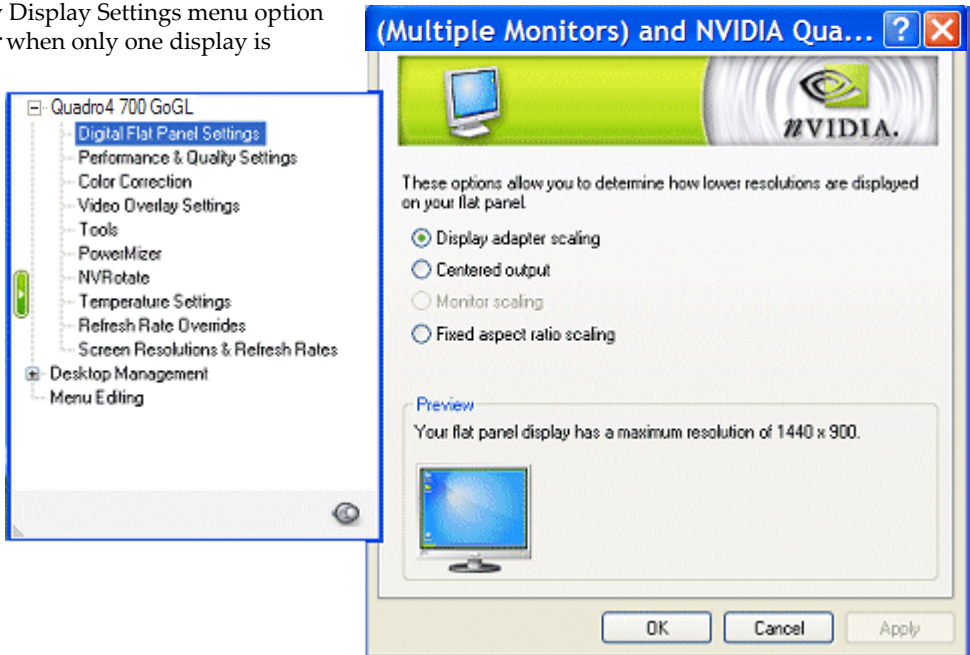 Display Settings menu option
when only one display is
Quadro4 700 GoGL
Digital Flat Panel Settings
Performance & Quality Settings
Color Correction
Video Overlay Settings
Tools
PowerMizer
NVRotate
Temperature Settings
Refresh Rate Overrides
Screen Resolutions & Refresh Rates
Desktop Management
Menu Editing
(Multiple Monitors) and NVIDIA Qua...
nVIDIA.
These options allow you to determine how lower resolutions are displayed
on your flat panel.
Display adapter scaling
Centered output
Monitor scaling
Fixed aspect ratio scaling
Preview
Your flat panel display has a maximum resolution of 1440 x 900.
OK
Cancel
Apply